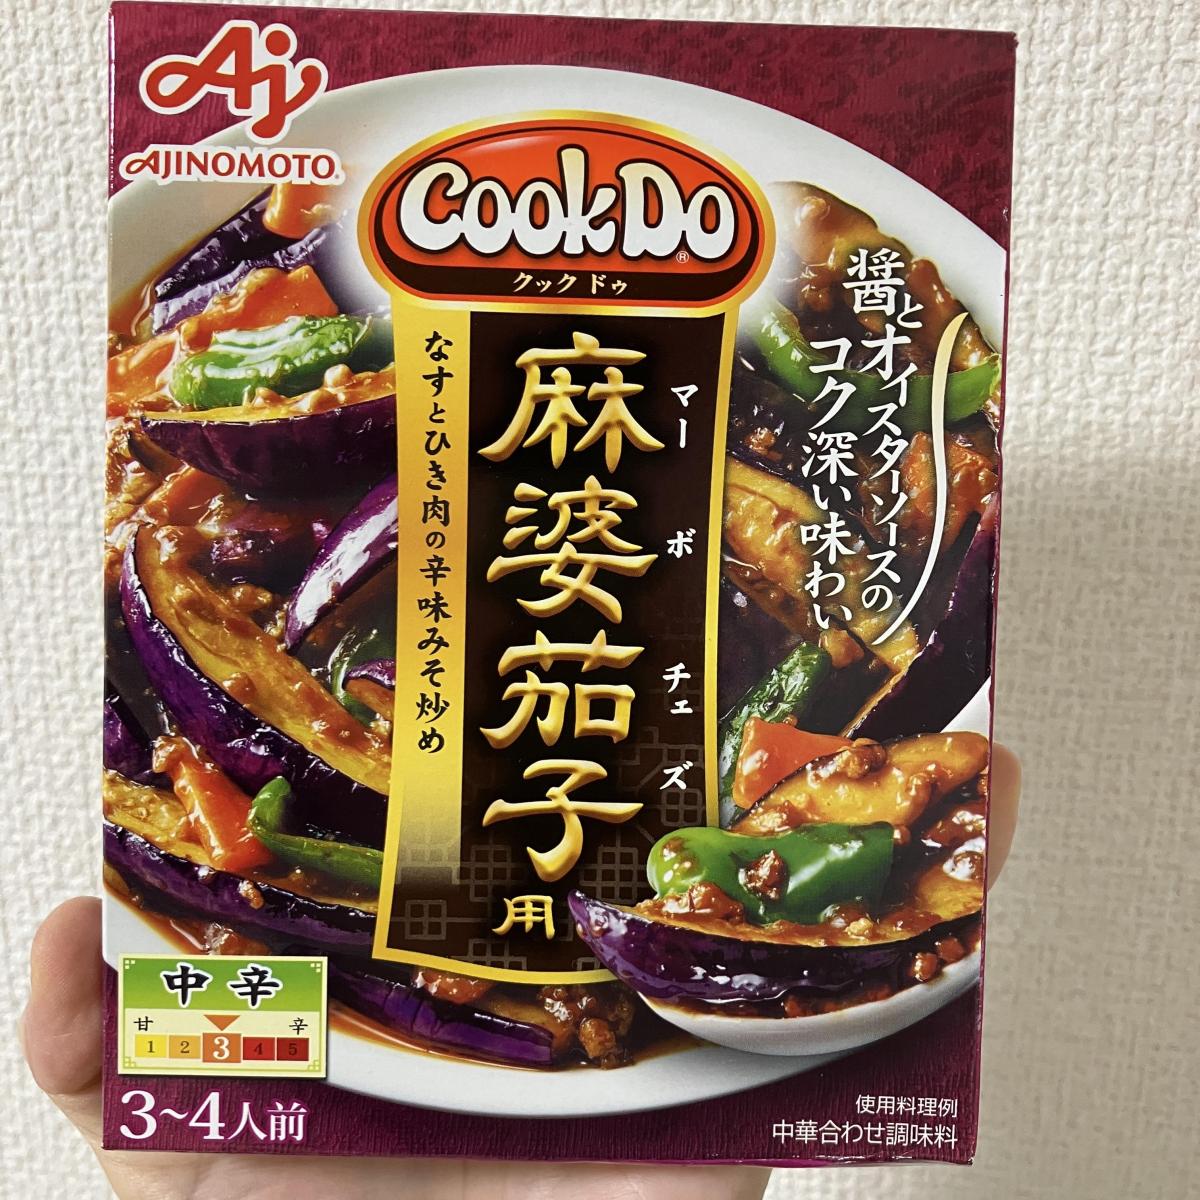 Aj
AJINOMOTO®
CookDo®
クックドゥ
醤とオイスターソースの
コク深い味わい
麻婆茄子用
マーボチェズ
なすとひき肉の辛味みそ炒め
中辛
甘 辛
1 2 3 4 5
3~4人前
使用料理例
中華合わせ調味料